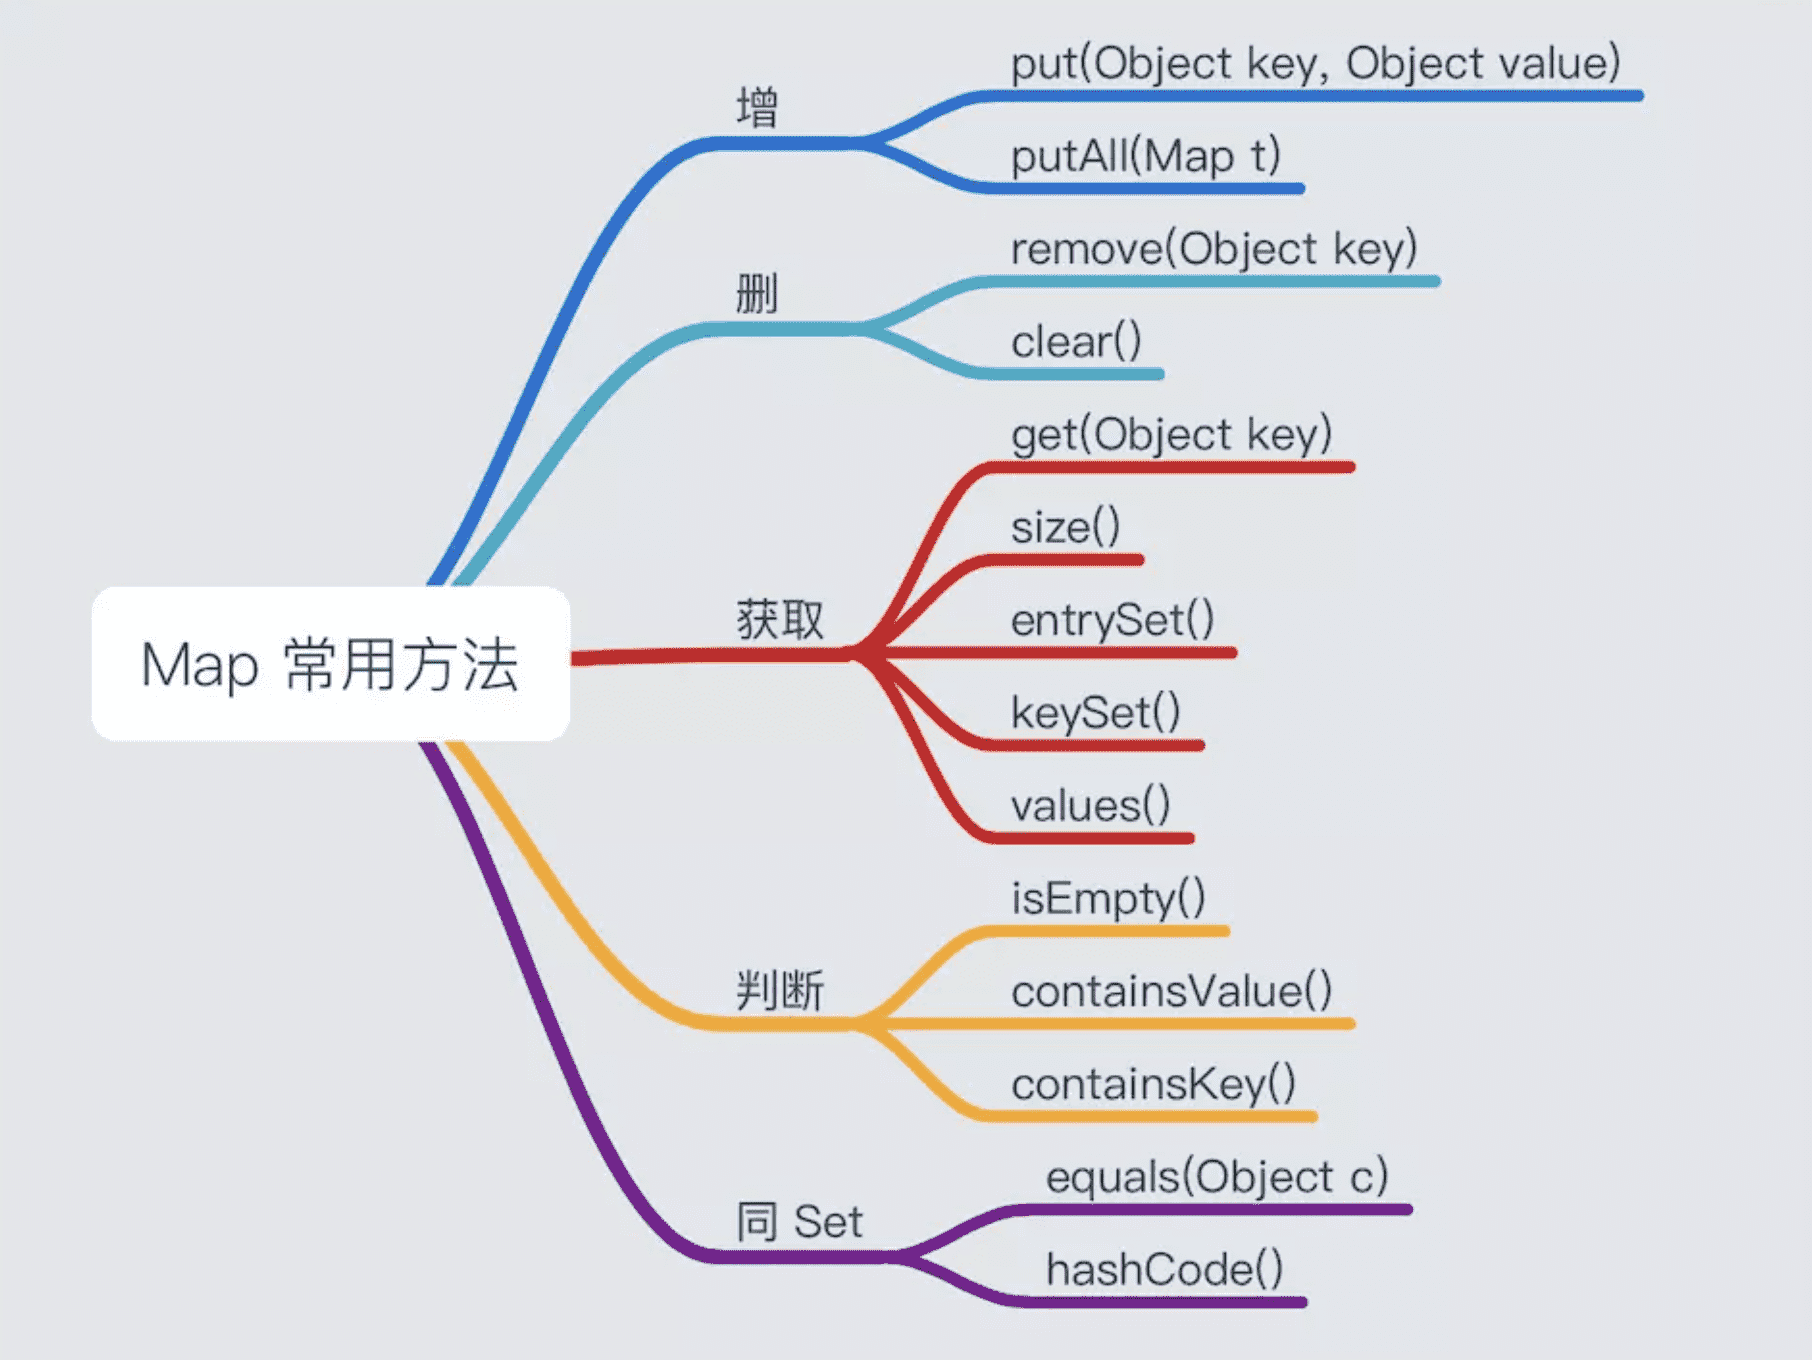 Map 常用方法
增
put(Object key, Object value)
putAll(Map t)
删
remove(Object key)
clear()
获取
get(Object key)
size()
entrySet()
keySet()
values()
判断
isEmpty()
containsValue()
containsKey()
同 Set
equals(Object c)
hashCode()